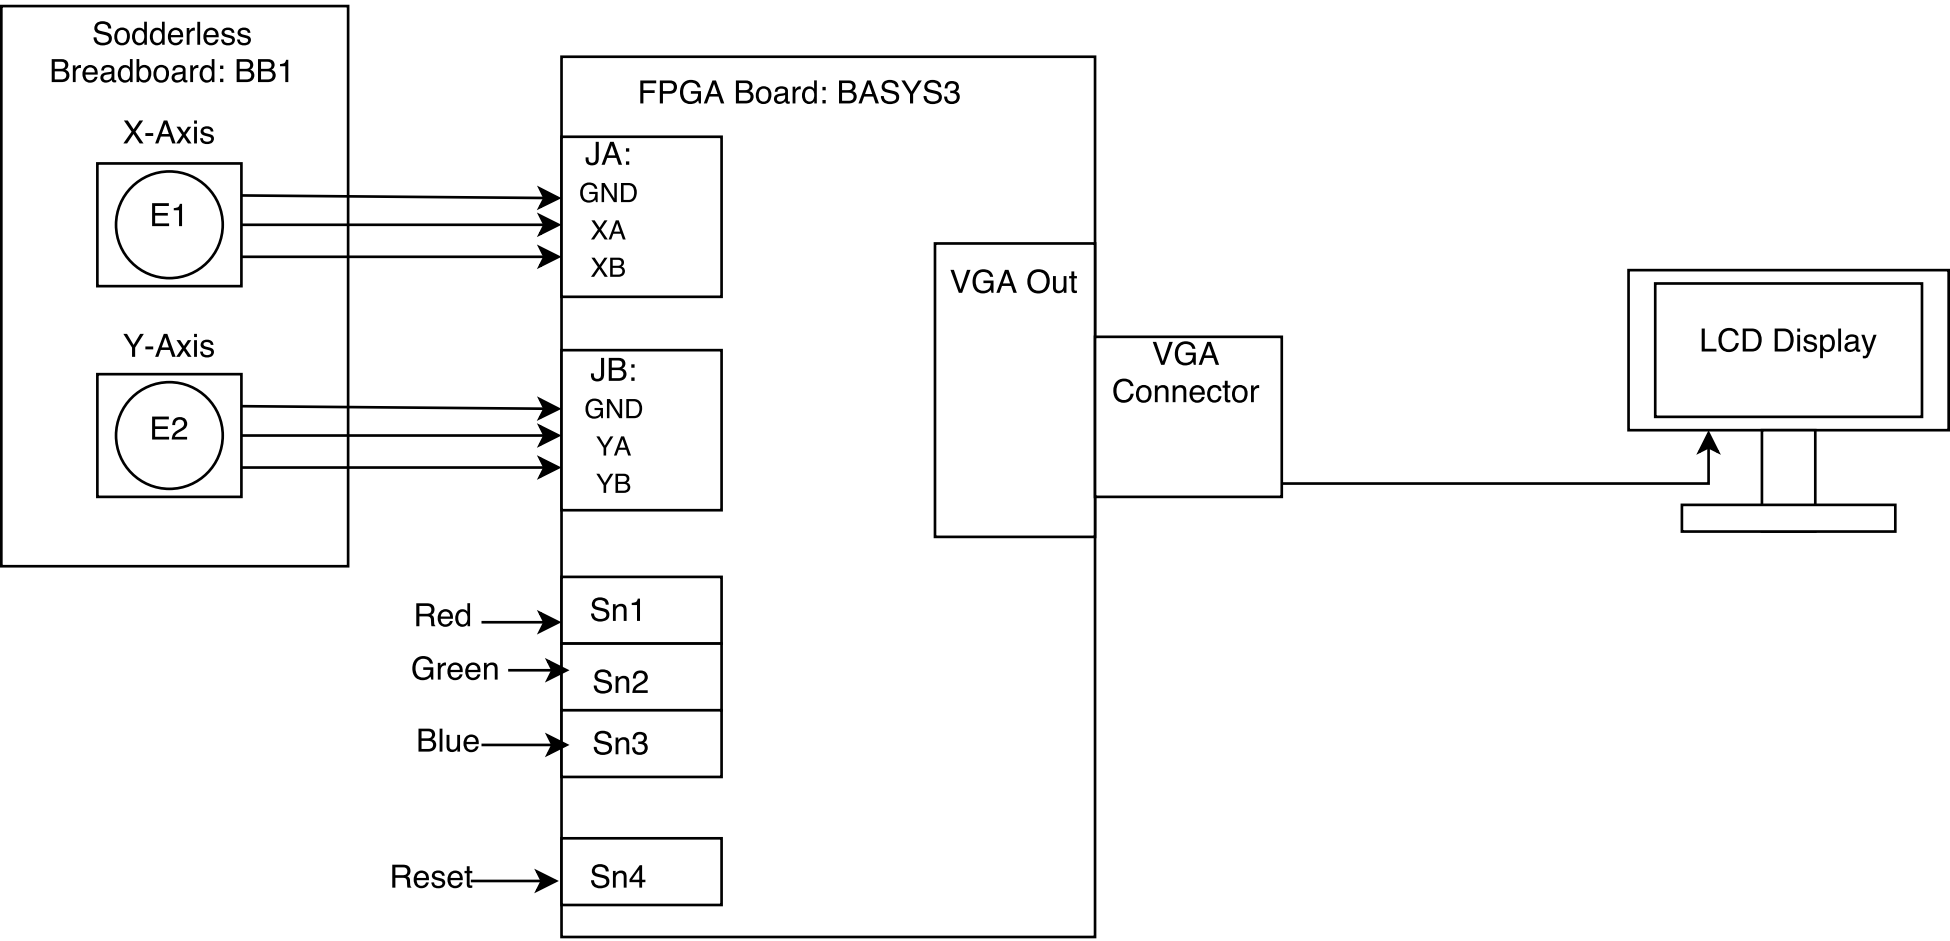 Sodderless
Breadboard: BB1
X-Axis
E1
Y-Axis
E2
FPGA Board: BASYS3
JA:
GND
XA
XB
JB:
GND
YA
YB
Red
Sn1
Green
Sn2
Blue
Sn3
Reset
Sn4
VGA Out
VGA
Connector
LCD Display